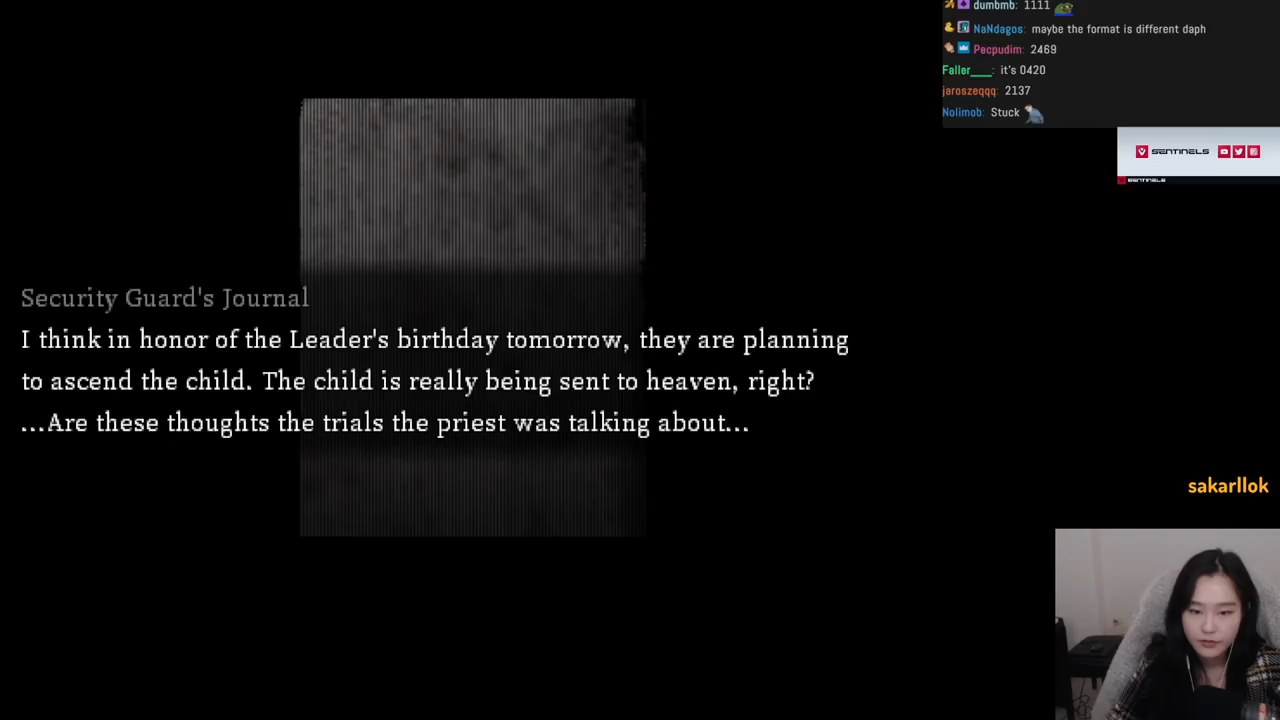 dumbmb: 1111
NaNdagos: maybe the format is different daph
Pecpudim: 2469
Faller___: it's 0420
jaroszeqqq: 2137
Nolimob: Stuck
SENTINELS
SENTINELS
Security Guard's Journal
I think in honor of the Leader's birthday tomorrow, they are planning
to ascend the child. The child is really being sent to heaven, right?
...Are these thoughts the trials the priest was talking about...
sakarllok